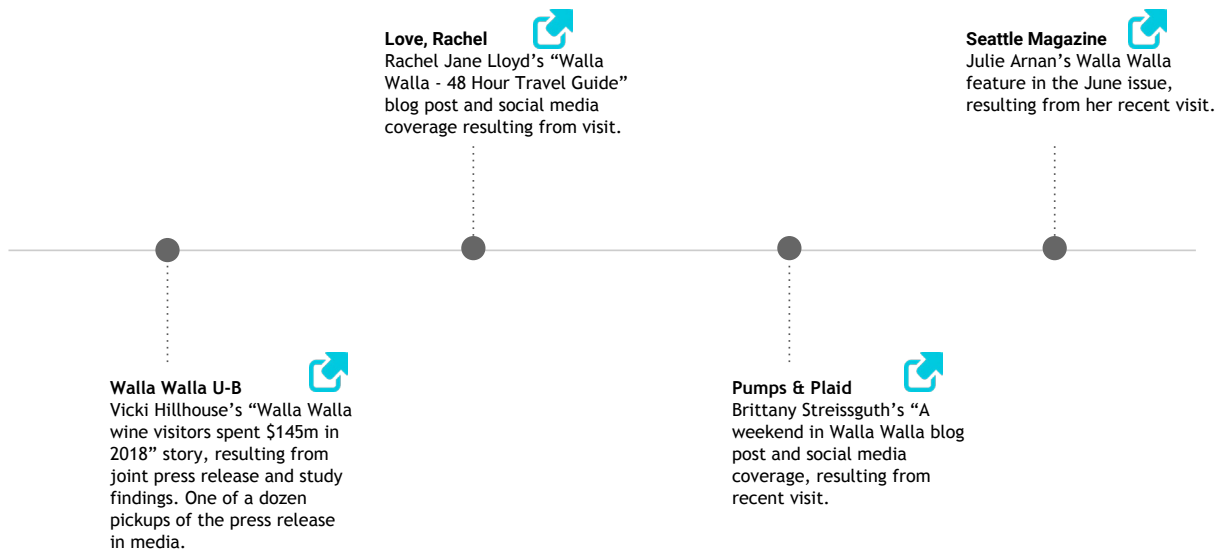 Love, Rachel
Rachel Jane Lloyd’s “Walla
Walla - 48 Hour Travel Guide”
blog post and social media
coverage resulting from visit.
Seattle Magazine
Julie Arnan’s Walla Walla
feature in the June issue,
resulting from her recent visit.
Walla Walla U-B
Vicki Hillhouse’s “Walla Walla
wine visitors spent $145m in
2018” story, resulting from
joint press release and study
findings. One of a dozen
pickups of the press release
in media.
Pumps & Plaid
Brittany Streissguth’s “A
weekend in Walla Walla blog
post and social media
coverage, resulting from
recent visit.